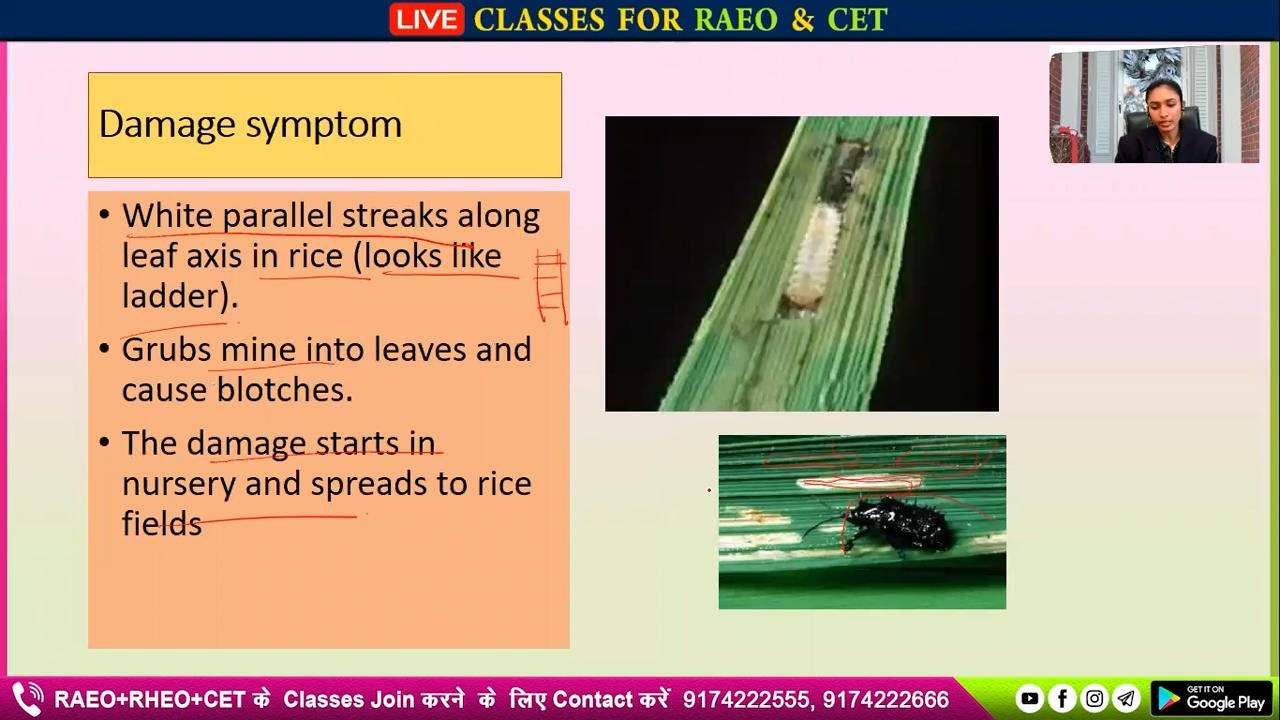 LIVE CLASSES FOR RAEO & CET
Damage symptom
• White parallel streaks along
leaf axis in rice (looks like
ladder).
• Grubs mine into leaves and
cause blotches.
• The damage starts in
nursery and spreads to rice
fields
RAEO+RHEO+CET के Classes Join करने के लिए Contact करें 9174222555, 9174222666
GET IT ON
Google Play